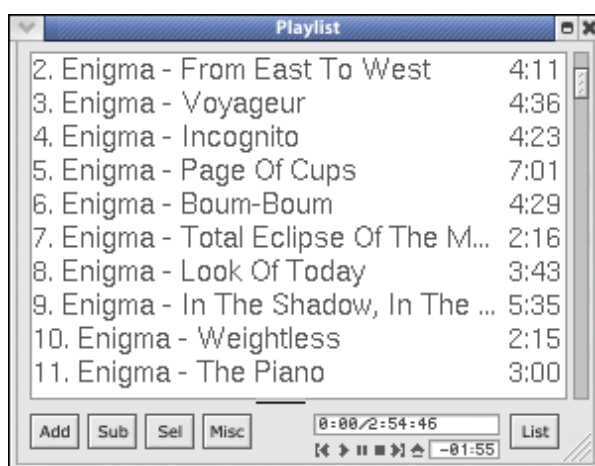 Playlist
2. Enigma - From East To West 4:11
3. Enigma - Voyageur 4:36
4. Enigma - Incognito 4:23
5. Enigma - Page Of Cups 7:01
6. Enigma - Boum-Boum 4:29
7. Enigma - Total Eclipse Of The M... 2:16
8. Enigma - Look Of Today 3:43
9. Enigma - In The Shadow, In The ... 5:35
10. Enigma - Weightless 2:15
11. Enigma - The Piano 3:00
0:00/2:54:46
Add Sub Sel Misc List
-01:55